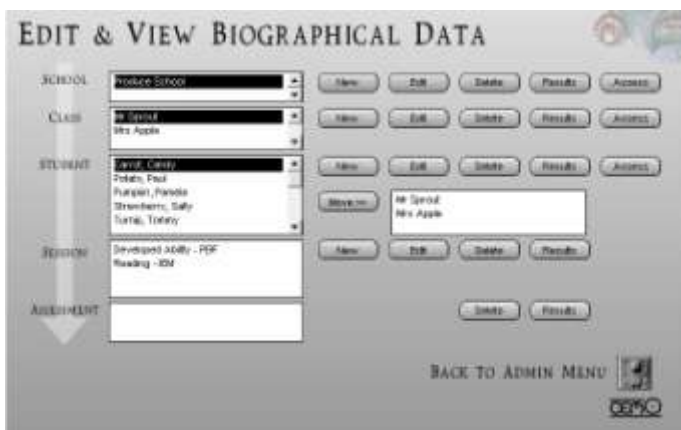 EDIT & VIEW BIOGRAPHICAL DATA
SCHOOL
Produce School
New Edit Delete Results Access
CLASS
Mr Sprout
Mrs Apple
New Edit Delete Results Access
STUDENT
Carrot, Candy
Potato, Paul
Pumpkin, Pamela
Strawberry, Sally
Turnip, Tommy
New Edit Delete Results Access
Move >>
Mr Sprout
Mrs Apple
SESSION
Developed Ability - PBF
Reading -
New Edit Delete Results
ASSESSMENT
Delete Results
BACK TO ADMIN MENU